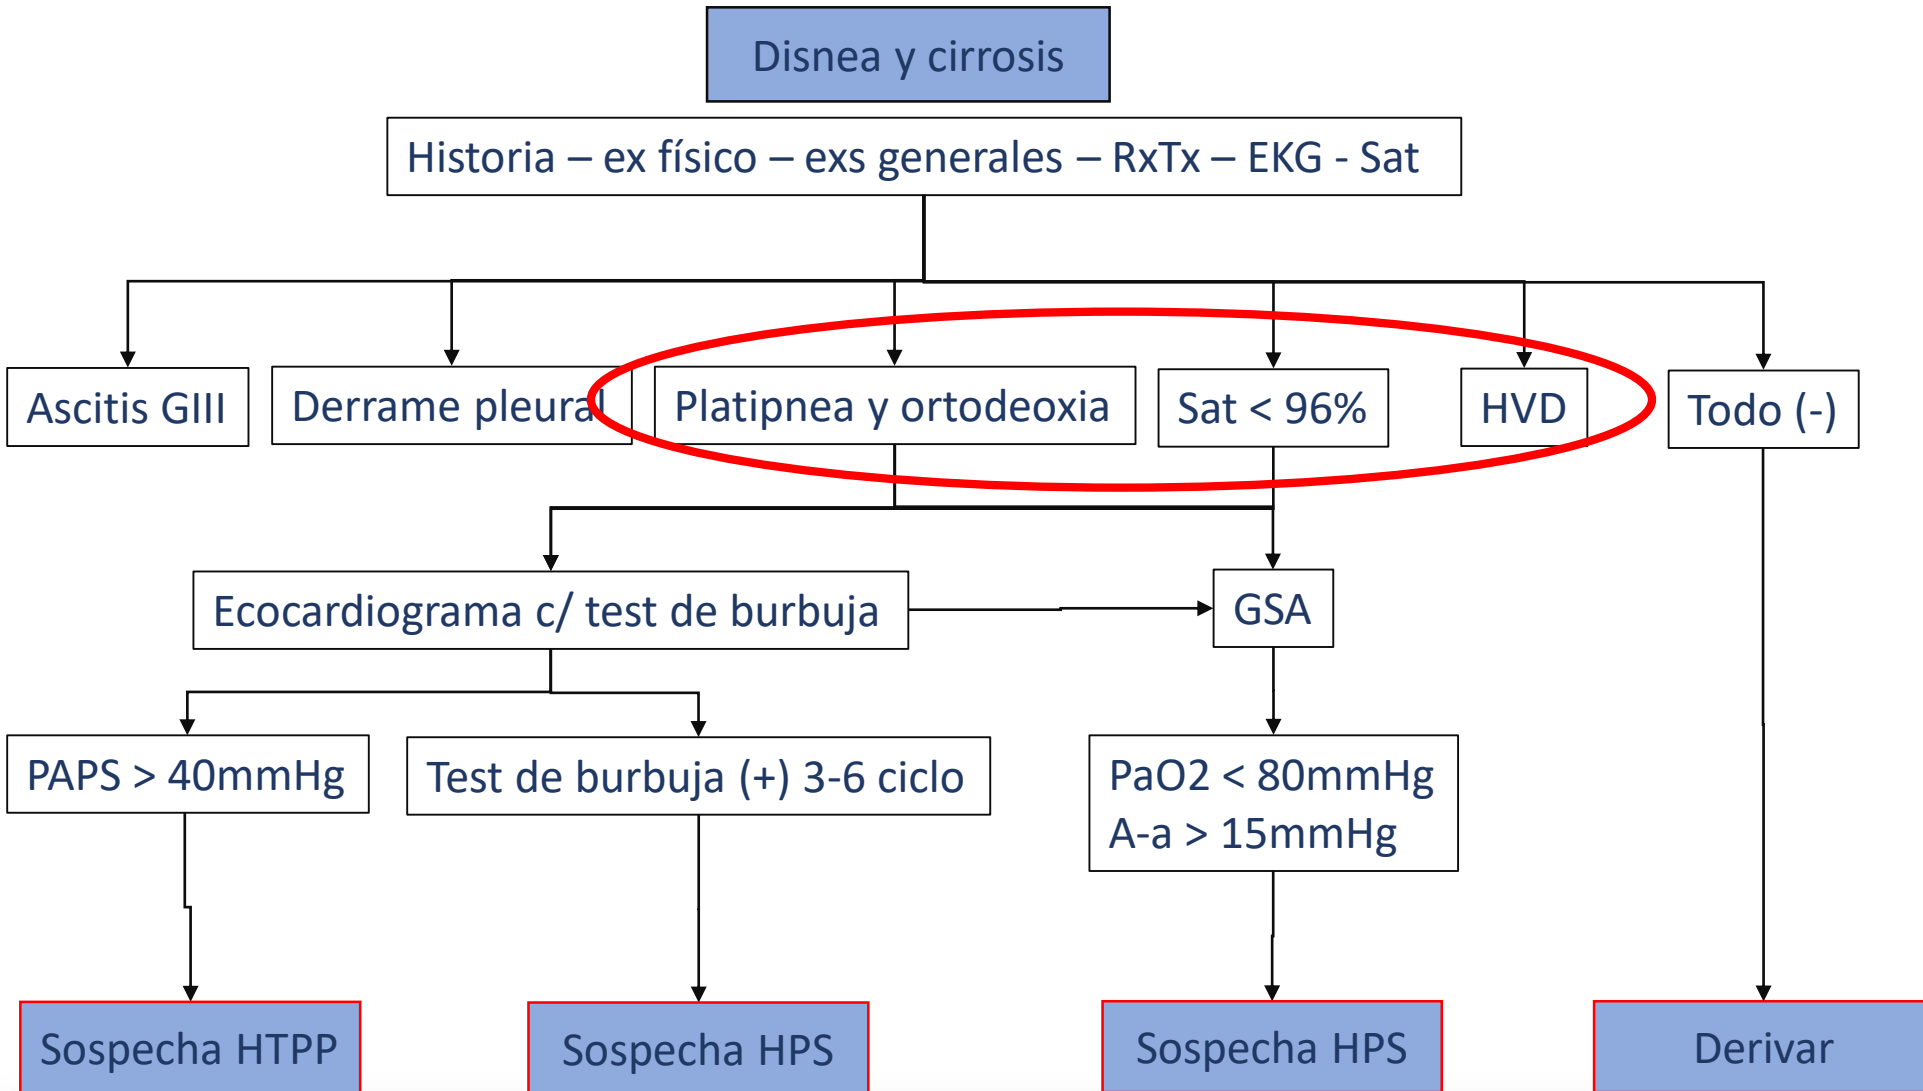 Disnea y cirrosis
Historia – ex físico – exs generales – RxTx – EKG - Sat
Ascitis GIII
Derrame pleural
Platipnea y ortodeoxia
Sat < 96%
HVD
Todo (-)
Ecocardiograma c/ test de burbuja
GSA
PAPS > 40mmHg
Test de burbuja (+) 3-6 ciclo
PaO2 < 80mmHg
A-a > 15mmHg
Sospecha HTPP
Sospecha HPS
Sospecha HPS
Derivar